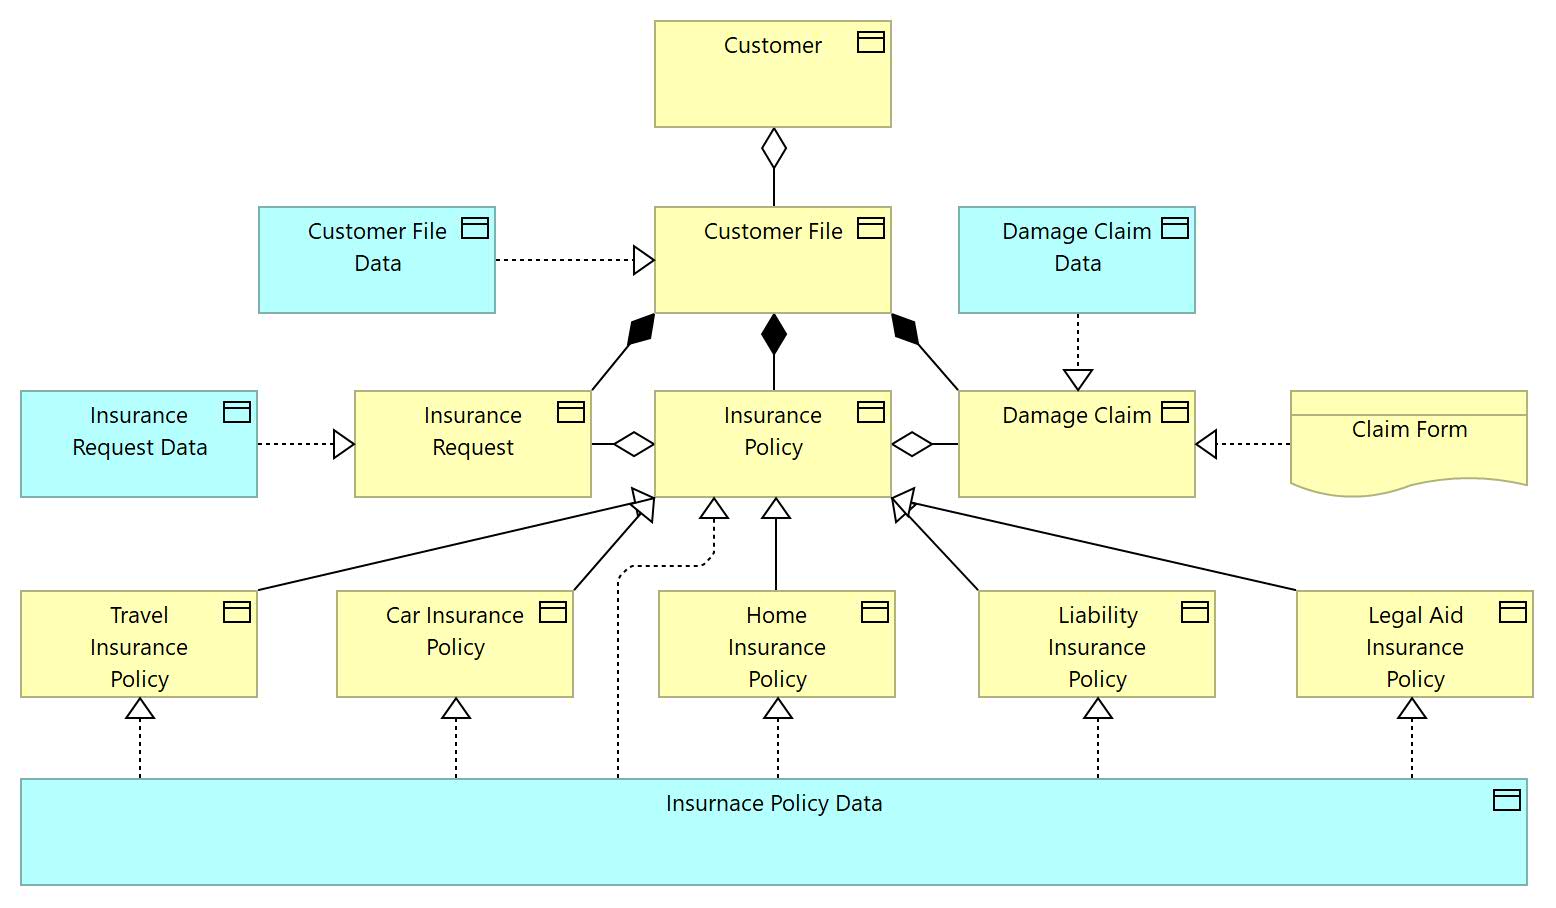 Customer
Customer File
Data
Customer File
Damage Claim
Data
Insurance
Request Data
Insurance
Request
Insurance
Policy
Damage Claim
Claim Form
Travel
Insurance
Policy
Car Insurance
Policy
Home
Insurance
Policy
Liability
Insurance
Policy
Legal Aid
Insurance
Policy
Insurnace Policy Data